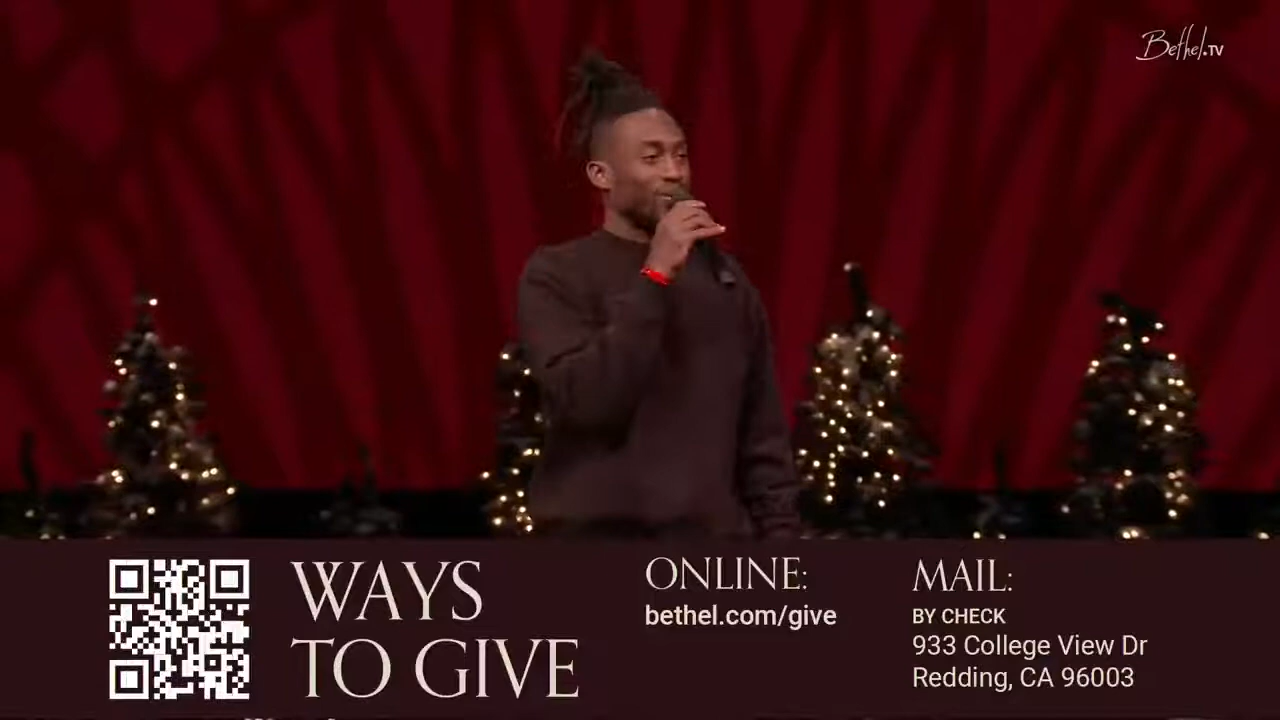 Bethel.TV
WAYS
TO GIVE
ONLINE:
bethel.com/give
MAIL:
BY CHECK
933 College View Dr
Redding, CA 96003